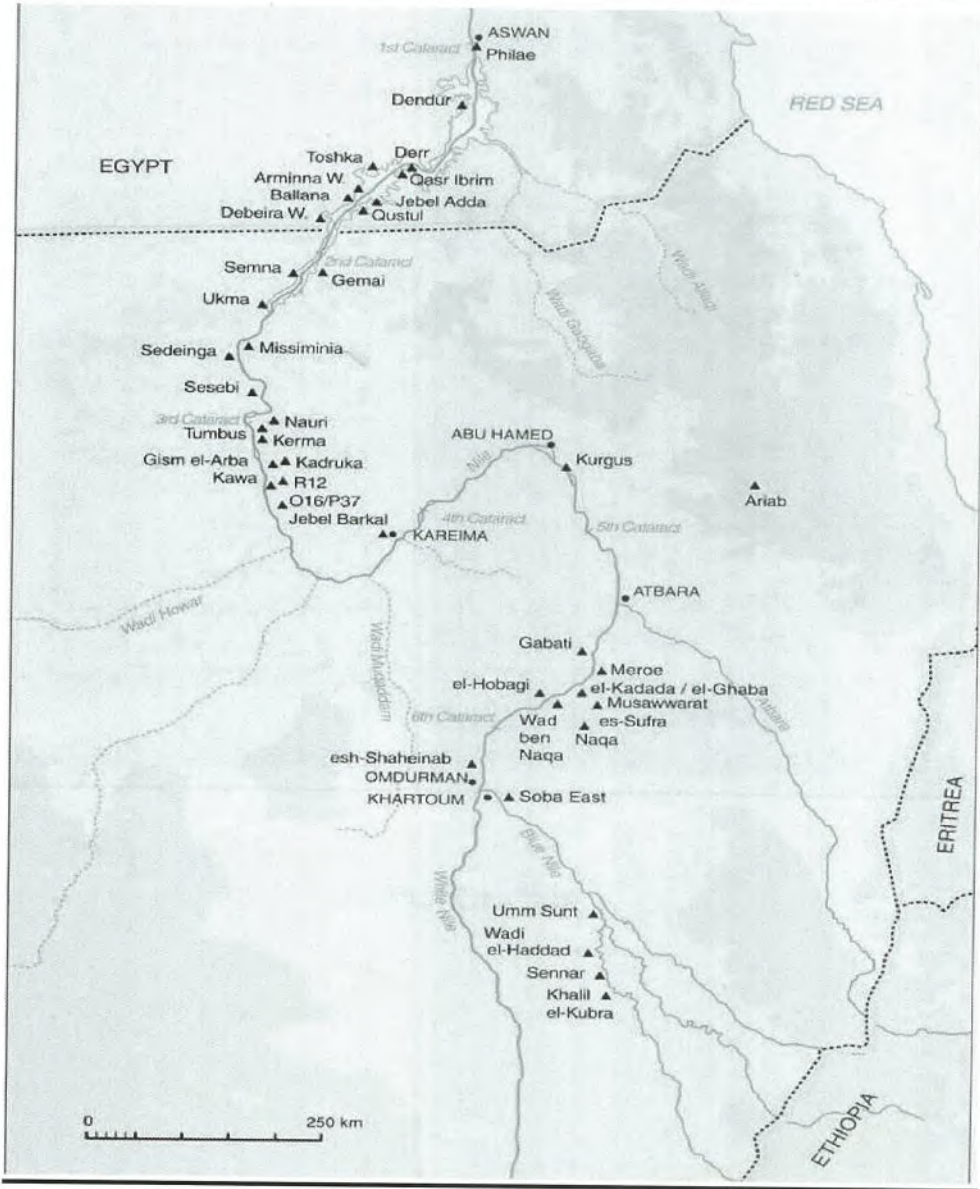 ASWAN
1st Cataract
Philae
Dendur
RED SEA
EGYPT
Toshka
Derr
Arminna W.
Qasr Ibrim
Ballana
Jebel Adda
Debeira W.
Qustul
Semna
2nd Cataract
Gemai
Wadi Allaqi
Ukma
Wadi Gabgaba
Sedeinga
Missiminia
Sesebi
3rd Cataract
Nauri
Tumbus
Kerma
ABU HAMED
Nile
Kurgus
Gism el-Arba
Kadruka
Kawa
R12
Ariab
O16/P37
Jebel Barkal
4th Cataract
5th Cataract
KAREIMA
ATBARA
Wadi Howar
Wadi Muqaddam
Gabati
Meroe
el-Hobagi
el-Kadada / el-Ghaba
Musawwarat
es-Sufra
6th Cataract
Wad
ben
Naqa
Naqa
Atbara
esh-Shaheinab
OMDURMAN
KHARTOUM
Soba East
ERITREA
Blue Nile
White Nile
Umm Sunt
Wadi
el-Haddad
Sennar
Khalil
el-Kubra
0
250 km
ETHIOPIA